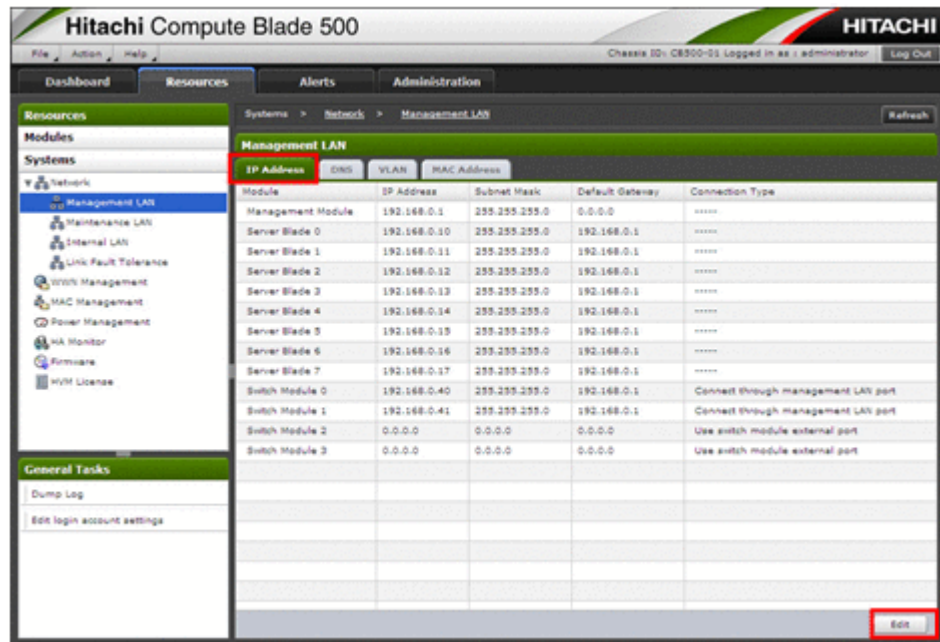 Hitachi Compute Blade 500
HITACHI
File Action Help Chassis ID: CB500-01 Logged in as : administrator Log Out
Dashboard Resources Alerts Administration
Resources
Modules
Systems
Network
Management LAN
Maintenance LAN
Internal LAN
Link Fault Tolerance
WWN Management
MAC Management
Power Management
HA Monitor
Firmware
HVM License
General Tasks
Dump Log
Edit login account settings
Systems > Network > Management LAN Refresh
Management LAN
IP Address DNS VLAN MAC Address
Module IP Address Subnet Mask Default Gateway Connection Type
Management Module 192.168.0.1 255.255.255.0 0.0.0.0 -----
Server Blade 0 192.168.0.10 255.255.255.0 192.168.0.1 -----
Server Blade 1 192.168.0.11 255.255.255.0 192.168.0.1 -----
Server Blade 2 192.168.0.12 255.255.255.0 192.168.0.1 -----
Server Blade 3 192.168.0.13 255.255.255.0 192.168.0.1 -----
Server Blade 4 192.168.0.14 255.255.255.0 192.168.0.1 -----
Server Blade 5 192.168.0.15 255.255.255.0 192.168.0.1 -----
Server Blade 6 192.168.0.16 255.255.255.0 192.168.0.1 -----
Server Blade 7 192.168.0.17 255.255.255.0 192.168.0.1 -----
Switch Module 0 192.168.0.40 255.255.255.0 192.168.0.1 Connect through management LAN port
Switch Module 1 192.168.0.41 255.255.255.0 192.168.0.1 Connect through management LAN port
Switch Module 2 0.0.0.0 0.0.0.0 0.0.0.0 Use switch module external port
Switch Module 3 0.0.0.0 0.0.0.0 0.0.0.0 Use switch module external port
Edit